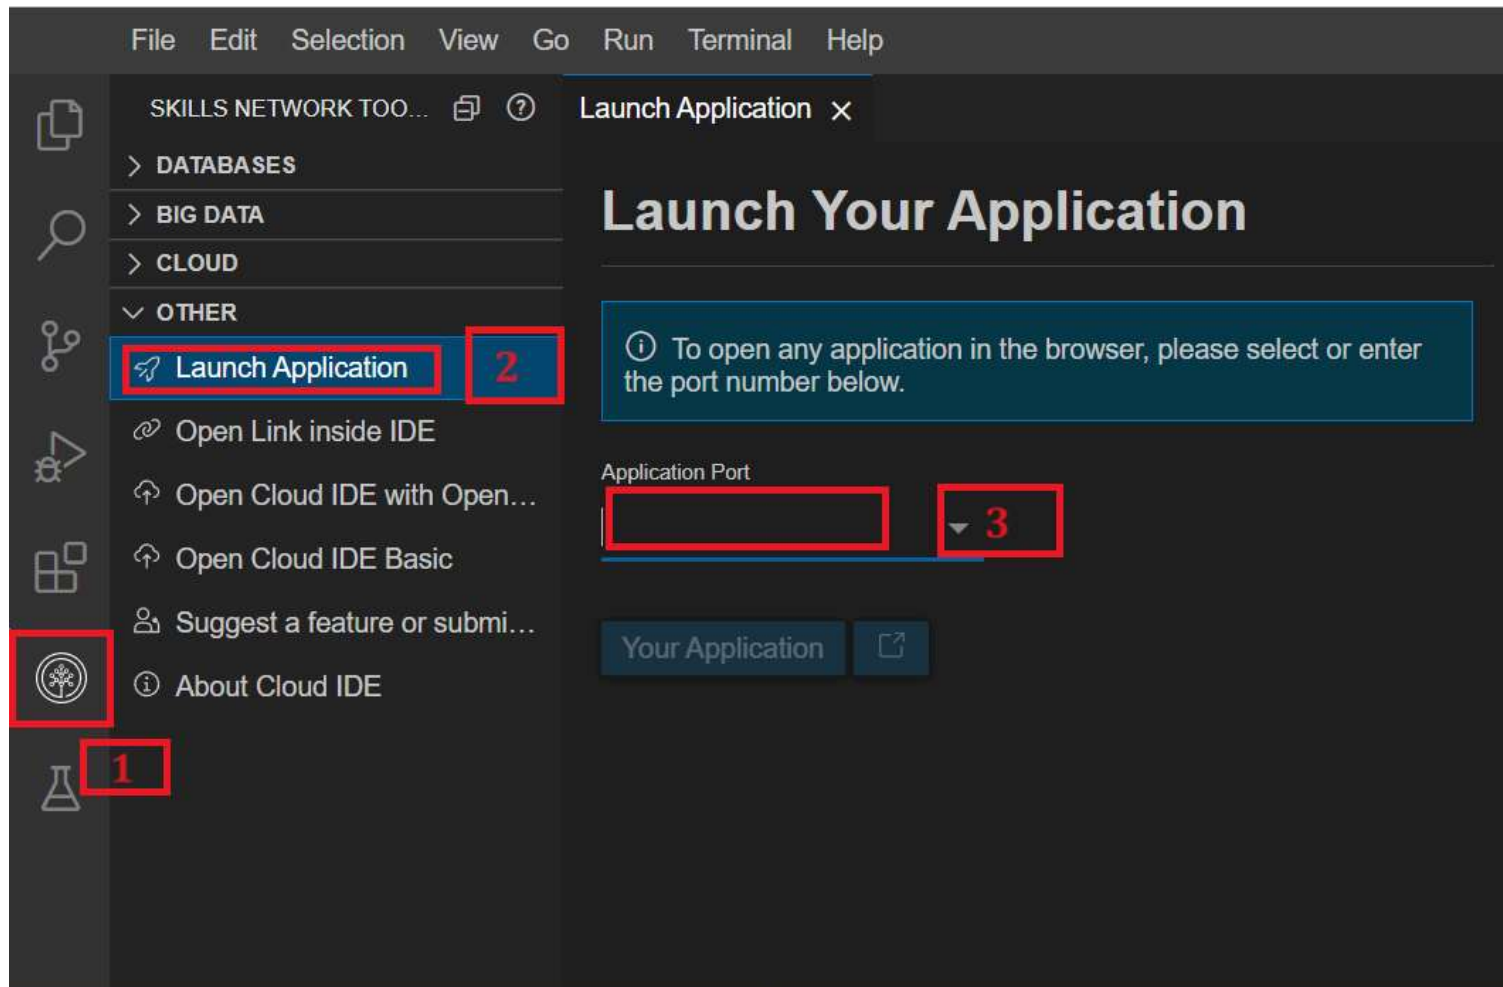 File Edit Selection View Go Run Terminal Help
SKILLS NETWORK TOO...
Launch Application
DATABASES
BIG DATA
CLOUD
OTHER
Launch Application 2
Open Link inside IDE
Open Cloud IDE with Open...
Open Cloud IDE Basic
Suggest a feature or submi...
About Cloud IDE
1
Launch Your Application
To open any application in the browser, please select or enter
the port number below.
Application Port
3
Your Application